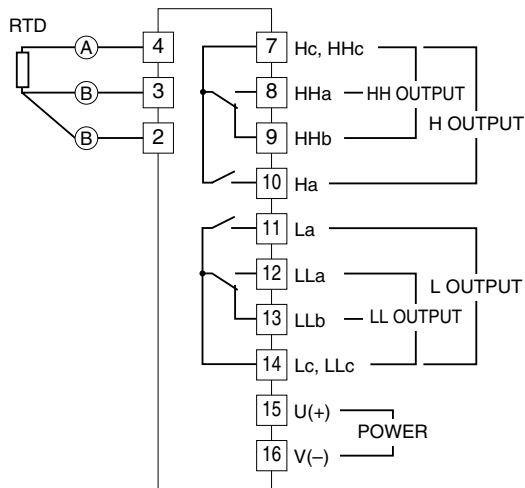 RTD
A 4
B 3
B 2
7 Hc, HHc
8 HHa HH OUTPUT
9 HHb H OUTPUT
10 Ha
11 La
12 LLa L OUTPUT
13 LLb LL OUTPUT
14 Lc, LLc
15 U(+)
POWER
16 V(–)